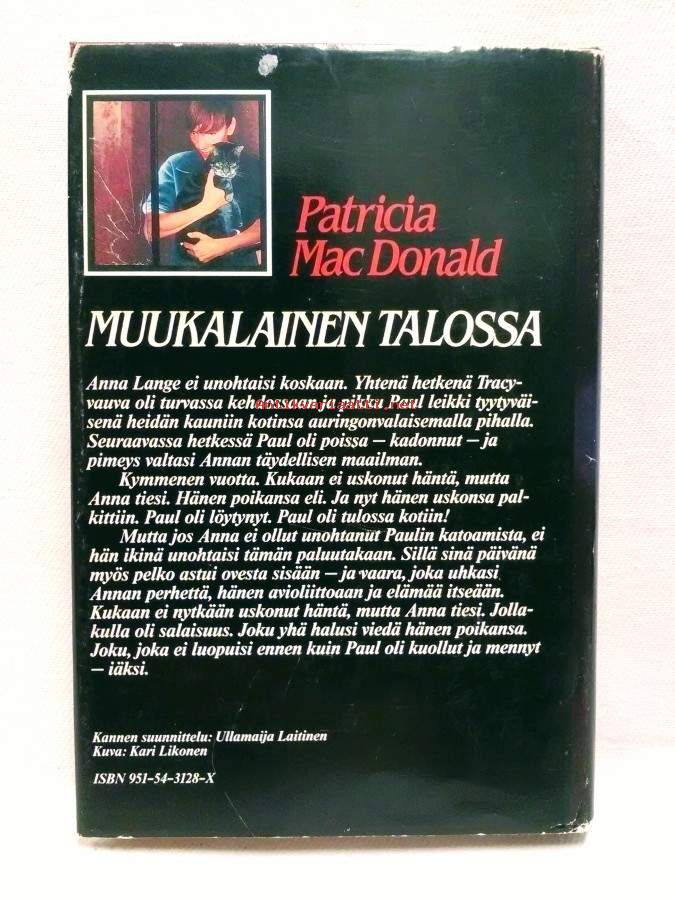 Patricia
MacDonald
MUUKALAINEN TALOSSA
Anna Lange ei unohtaisi koskaan. Yhtenä hetkenä Tracy-
vauva oli turvassa kehdossaan ja pikku Paul leikki tyytyväi-
antikvariaatti.net
senä heidän kauniin kotinsa auringonvalaisemalla pihalla.
Seuraavassa hetkessä Paul oli poissa – kadonnut – ja
pimeys valtasi Annan täydellisen maailman.
Kymmenen vuotta. Kukaan ei uskonut häntä, mutta
Anna tiesi. Hänen poikansa eli. Ja nyt hänen uskonsa pal-
kittiin. Paul oli löytynyt. Paul oli tulossa kotiin!
Mutta jos Anna ei ollut unohtanut Paulin katoamista, ei
hän ikinä unohtaisi tämän paluutakaan. Sillä sinä päivänä
myös pelko astui ovesta sisään – ja vaara, joka uhkasi
Annan perhettä, hänen avioliittoaan ja elämää itseään.
Kukaan ei nytkään uskonut häntä, mutta Anna tiesi. Jolla-
kulla oli salaisuus. Joku yhä halusi viedä hänen poikansa.
Joku, joka ei luopuisi ennen kuin Paul oli kuollut ja mennyt
– iäksi.
Kannen suunnittelu: Ullamaija Laitinen
Kuva: Kari Likonen
ISBN 951-54-3128-X